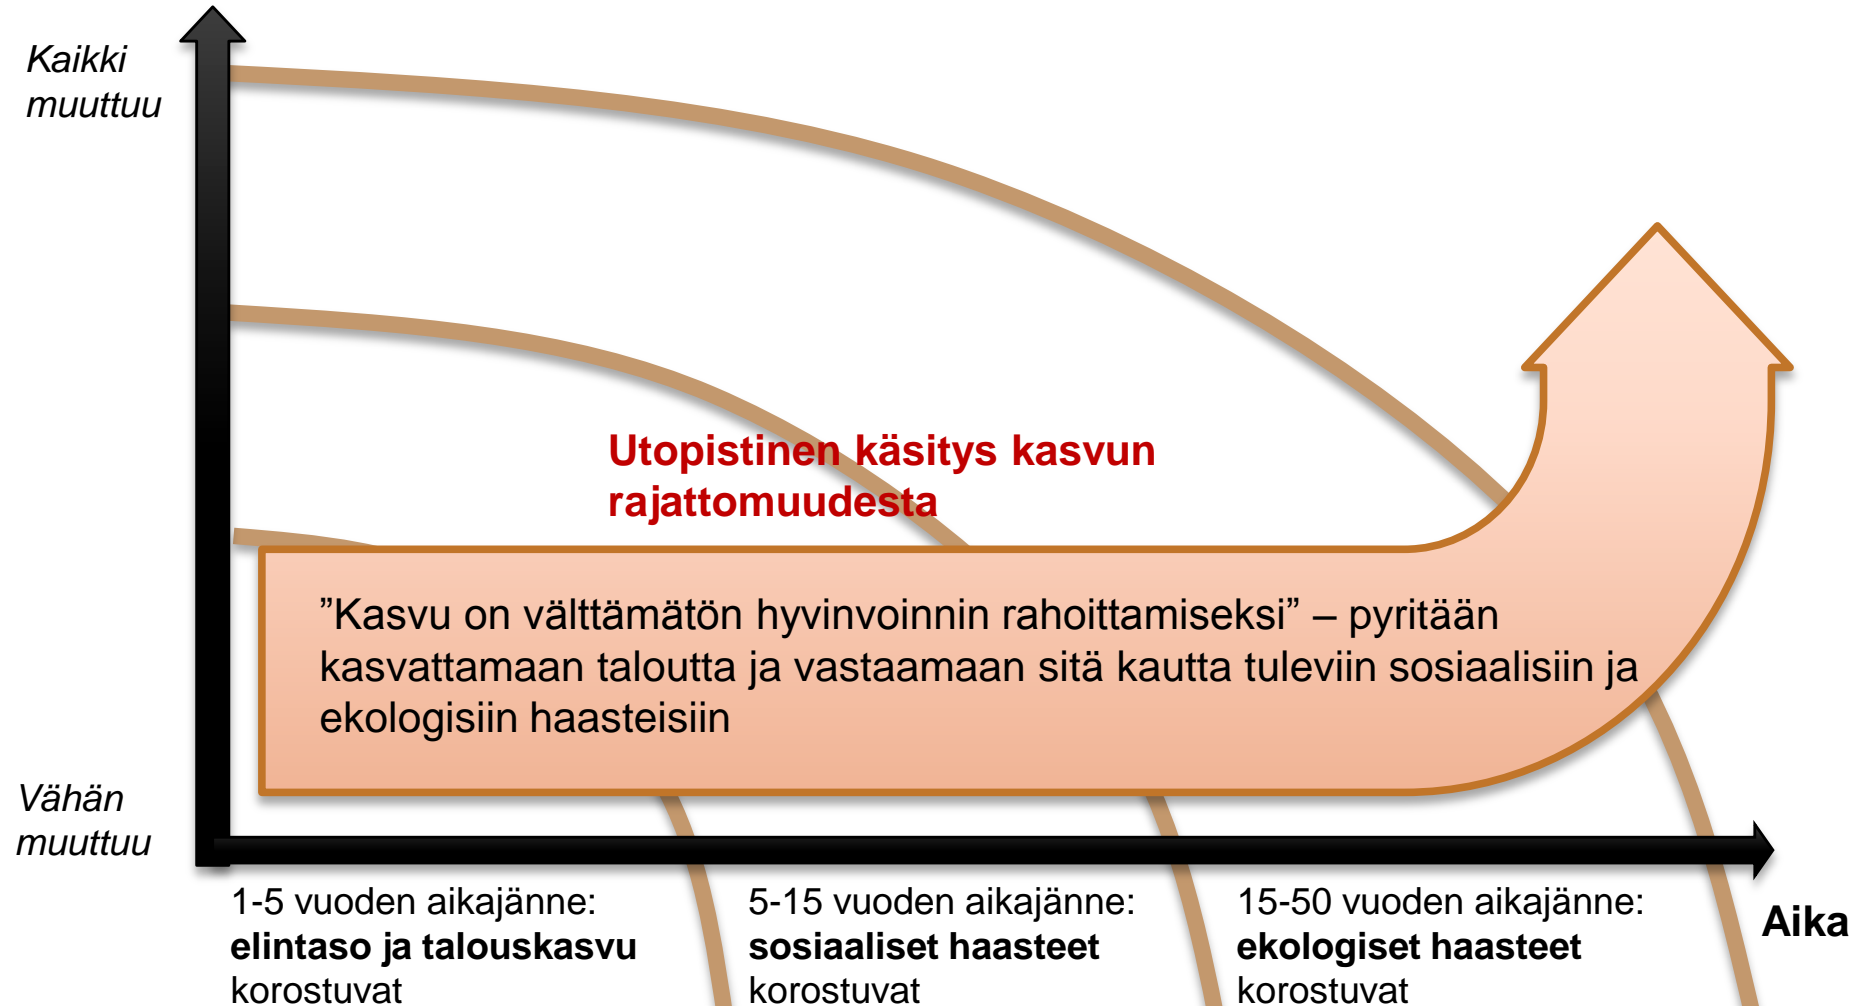 Kaikki
muuttuu
Utopistinen käsitys kasvun
rajattomuudesta
”Kasvu on välttämätön hyvinvoinnin rahoittamiseksi” – pyritään
kasvattamaan taloutta ja vastaamaan sitä kautta tuleviin sosiaalisiin ja
ekologisiin haasteisiin
Vähän
muuttuu
1-5 vuoden aikajänne:
elintaso ja talouskasvu
korostuvat
5-15 vuoden aikajänne:
sosiaaliset haasteet
korostuvat
15-50 vuoden aikajänne:
ekologiset haasteet
korostuvat
Aika